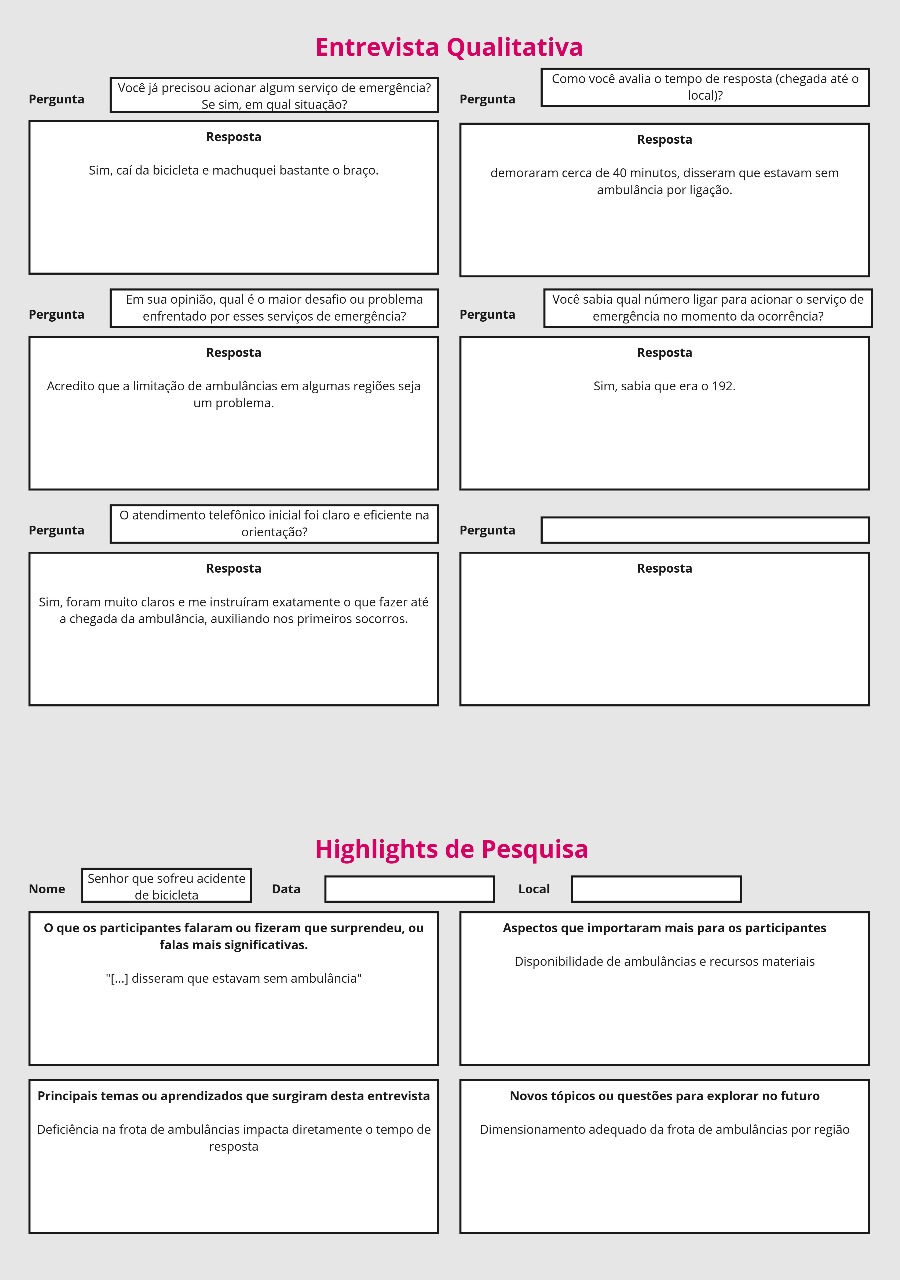 Entrevista Qualitativa
Pergunta
Você já precisou acionar algum serviço de emergência?
Se sim, em qual situação?
Resposta
Sim, caí da bicicleta e machuquei bastante o braço.
Pergunta
Como você avalia o tempo de resposta (chegada até o
local)?
Resposta
demoraram cerca de 40 minutos, disseram que estavam sem
ambulância por ligação.
Pergunta
Em sua opinião, qual é o maior desafio ou problema
enfrentado por esses serviços de emergência?
Resposta
Acredito que a limitação de ambulâncias em algumas regiões seja
um problema.
Pergunta
Você sabia qual número ligar para acionar o serviço de
emergência no momento da ocorrência?
Resposta
Sim, sabia que era o 192.
Pergunta
O atendimento telefônico inicial foi claro e eficiente na
orientação?
Resposta
Sim, foram muito claros e me instruíram exatamente o que fazer até
a chegada da ambulância, auxiliando nos primeiros socorros.
Pergunta
Resposta
Highlights de Pesquisa
Nome
Senhor que sofreu acidente
de bicicleta
Data
Local
O que os participantes falaram ou fizeram que surpreendeu, ou
falas mais significativas.
"[...] disseram que estavam sem ambulância"
Aspectos que importaram mais para os participantes
Disponibilidade de ambulâncias e recursos materiais
Principais temas ou aprendizados que surgiram desta entrevista
Deficiência na frota de ambulâncias impacta diretamente o tempo de
resposta
Novos tópicos ou questões para explorar no futuro
Dimensionamento adequado da frota de ambulâncias por região